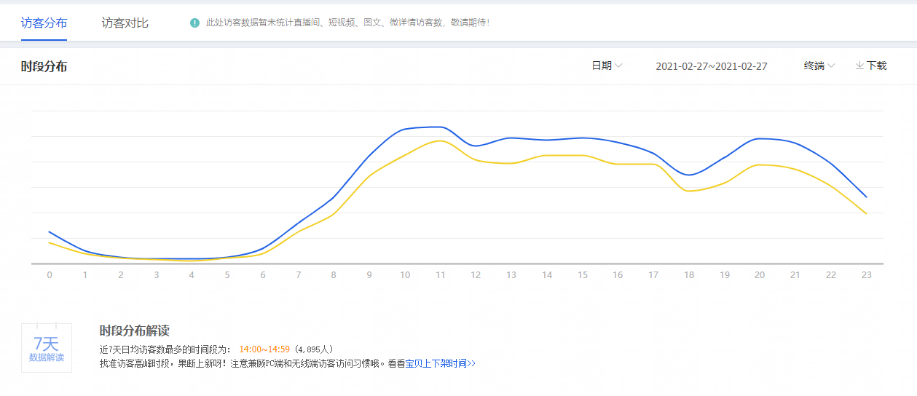 访客分布 访客对比 此处访客数据暂未统计直播间、短视频、图文、微详情访客数，敬请期待！
时段分布 日期 2021-02-27~2021-02-27 终端 下载
0 1 2 3 4 5 6 7 8 9 10 11 12 13 14 15 16 17 18 19 20 21 22 23
时段分布解读
7天
数据解读
近7天日均访客数最多的时间段为： 14:00~14:59（4,895人）
找准访客高峰时段，果断上新呀！注意兼顾PC端和无线端访客访问习惯哦。看看宝贝上下架时间>>